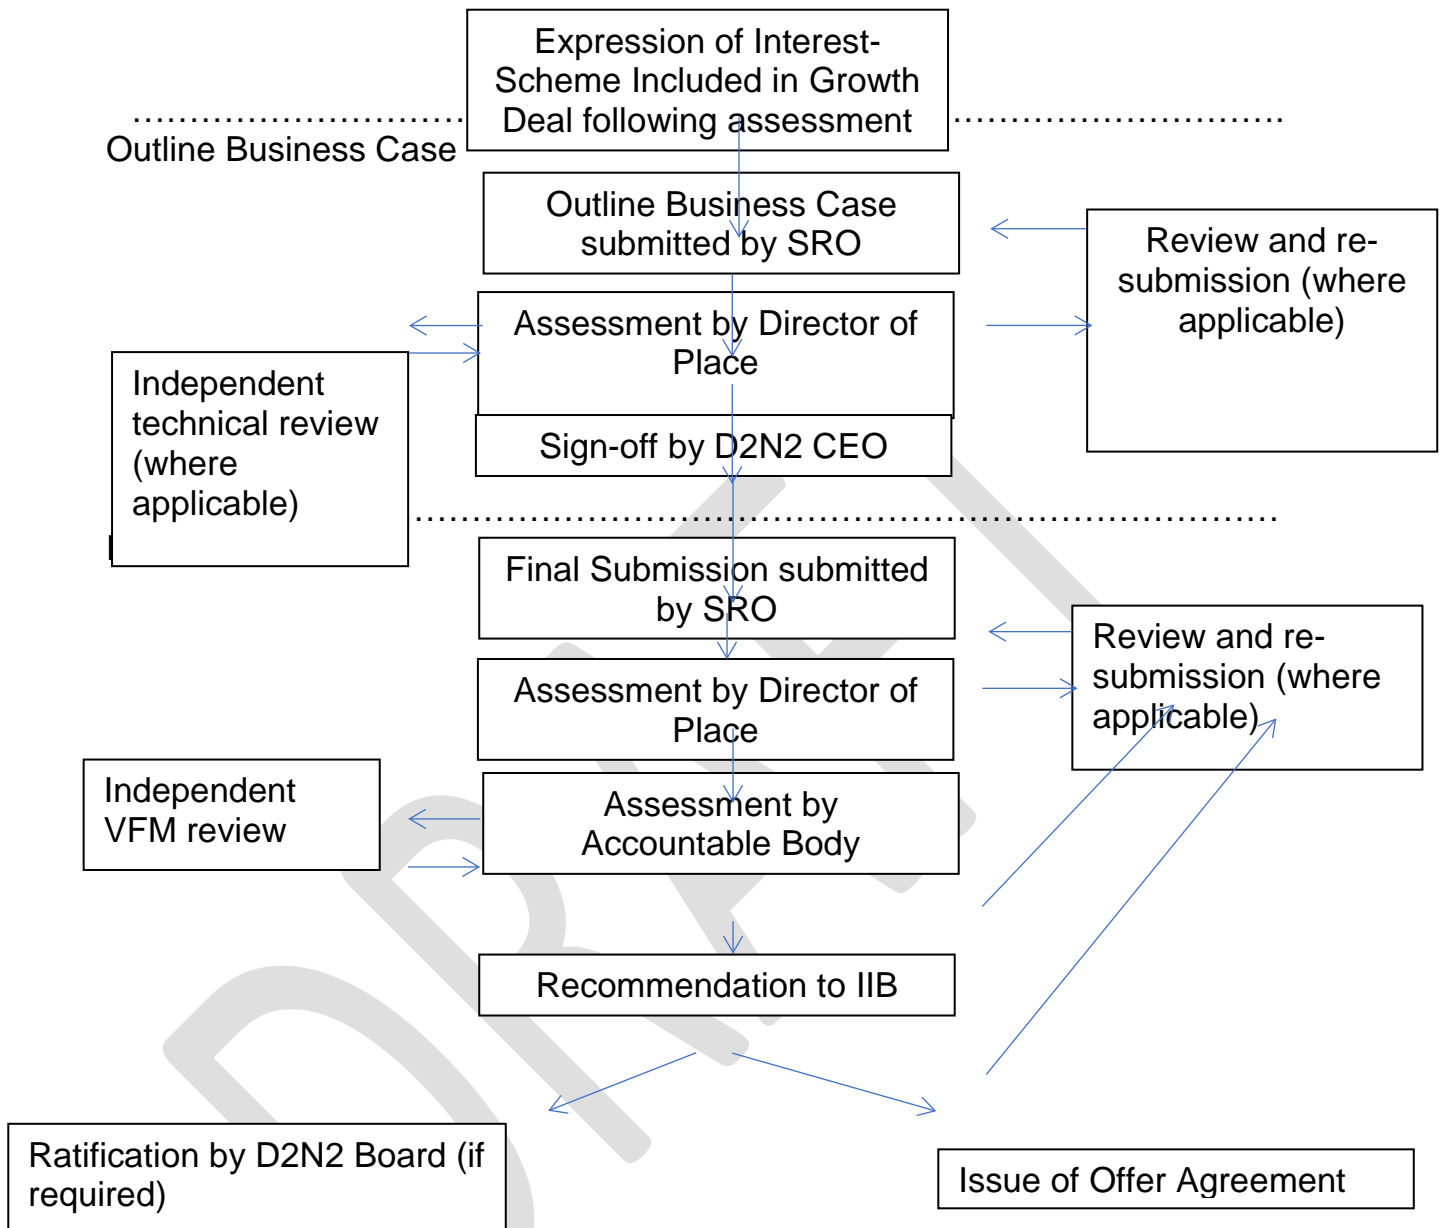 Expression of Interest-
Scheme Included in Growth
Deal following assessment
Outline Business Case
Outline Business Case
submitted by SRO
Review and re-
submission (where
applicable)
Assessment by Director of
Place
Independent
technical review
(where
applicable)
Sign-off by D2N2 CEO
Final Submission submitted
by SRO
Review and re-
submission (where
applicable)
Assessment by Director of
Place
Independent
VFM review
Assessment by
Accountable Body
Recommendation to IIB
Ratification by D2N2 Board (if
required)
Issue of Offer Agreement
DRAFT